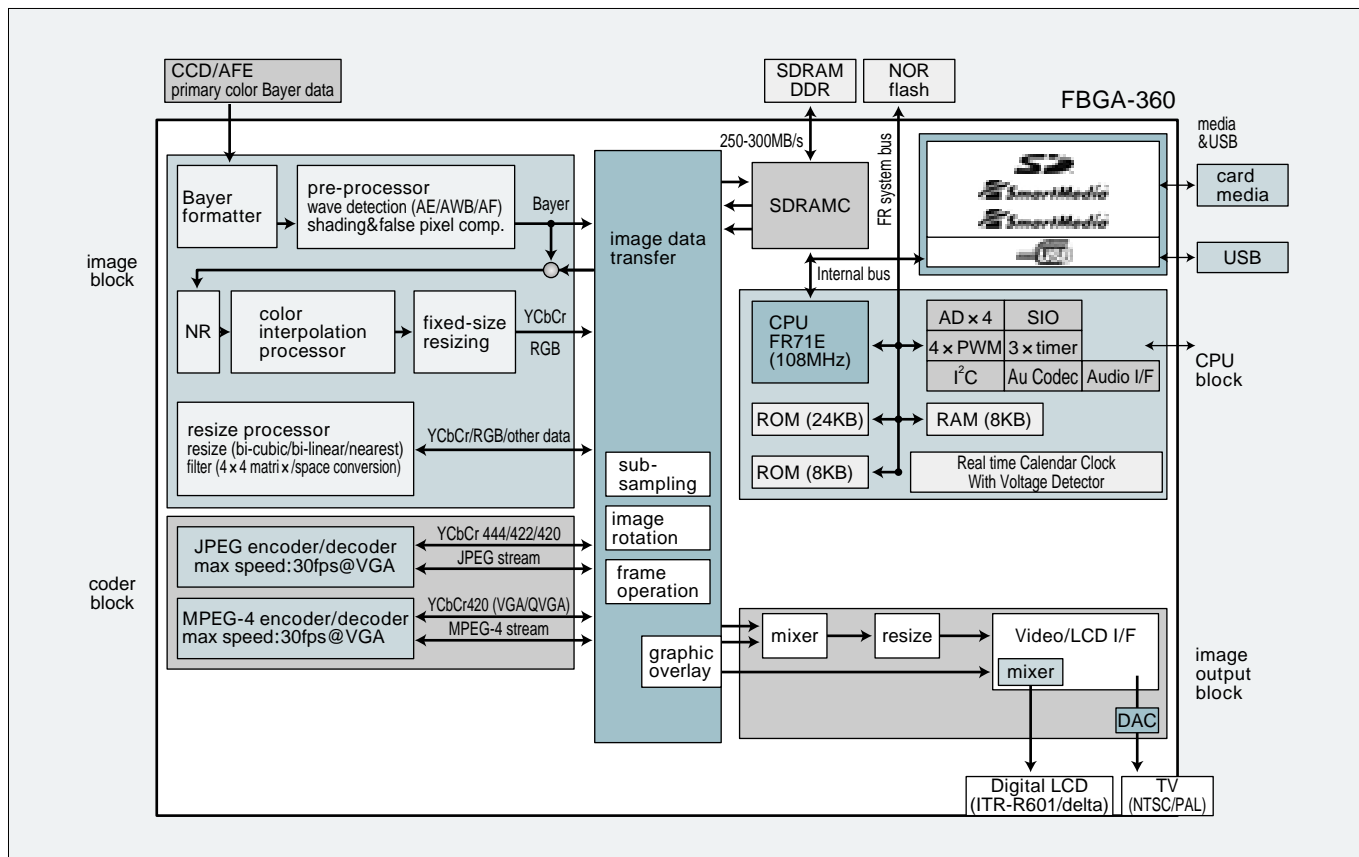 CCD/AFE
primary color Bayer data
SDRAM
DDR
NOR
flash
FBGA-360
media
&USB
250-300MB/s
FR system bus
SmartMedia
SmartMedia
card
media
USB
image
block
Bayer
formatter
pre-processor
wave detection (AE/AWB/AF)
shading&false pixel comp.
Bayer
image data
transfer
SDRAMC
Internal bus
NR
color
interpolation
processor
fixed-size
resizing
YCbCr
RGB
CPU
FR71E
(108MHz)
AD×4
SIO
4×PWM
3×timer
I²C
Au Codec
Audio I/F
CPU
block
resize processor
resize (bi-cubic/bi-linear/nearest)
filter (4×4 matri×/space conversion)
YCbCr/RGB/other data
ROM (24KB)
RAM (8KB)
ROM (8KB)
Real time Calendar Clock
With Voltage Detector
sub-
sampling
image
rotation
frame
operation
graphic
overlay
coder
block
JPEG encoder/decoder
max speed:30fps@VGA
YCbCr 444/422/420
JPEG stream
MPEG-4 encoder/decoder
max speed:30fps@VGA
YCbCr420 (VGA/QVGA)
MPEG-4 stream
mixer
resize
Video/LCD I/F
mixer
DAC
image
output
block
Digital LCD
(ITR-R601/delta)
TV
(NTSC/PAL)